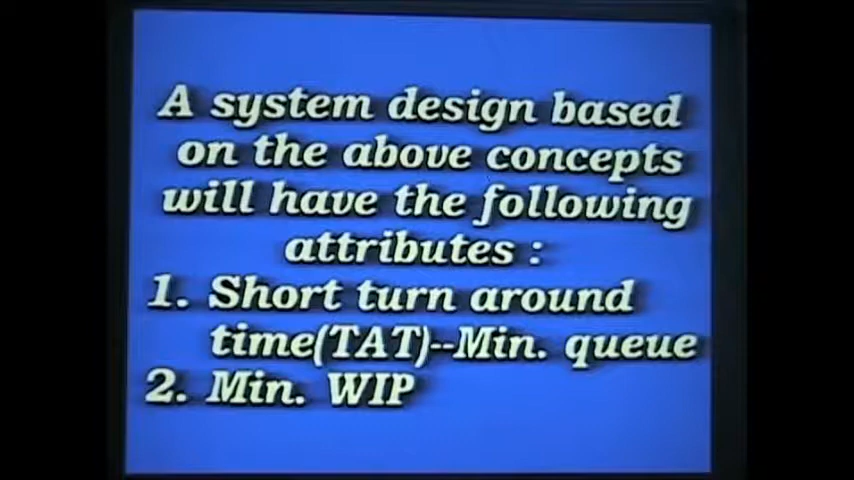 A system design based
on the above concepts
will have the following
attributes :
1. Short turn around
time(TAT)--Min. queue
2. Min. WIP